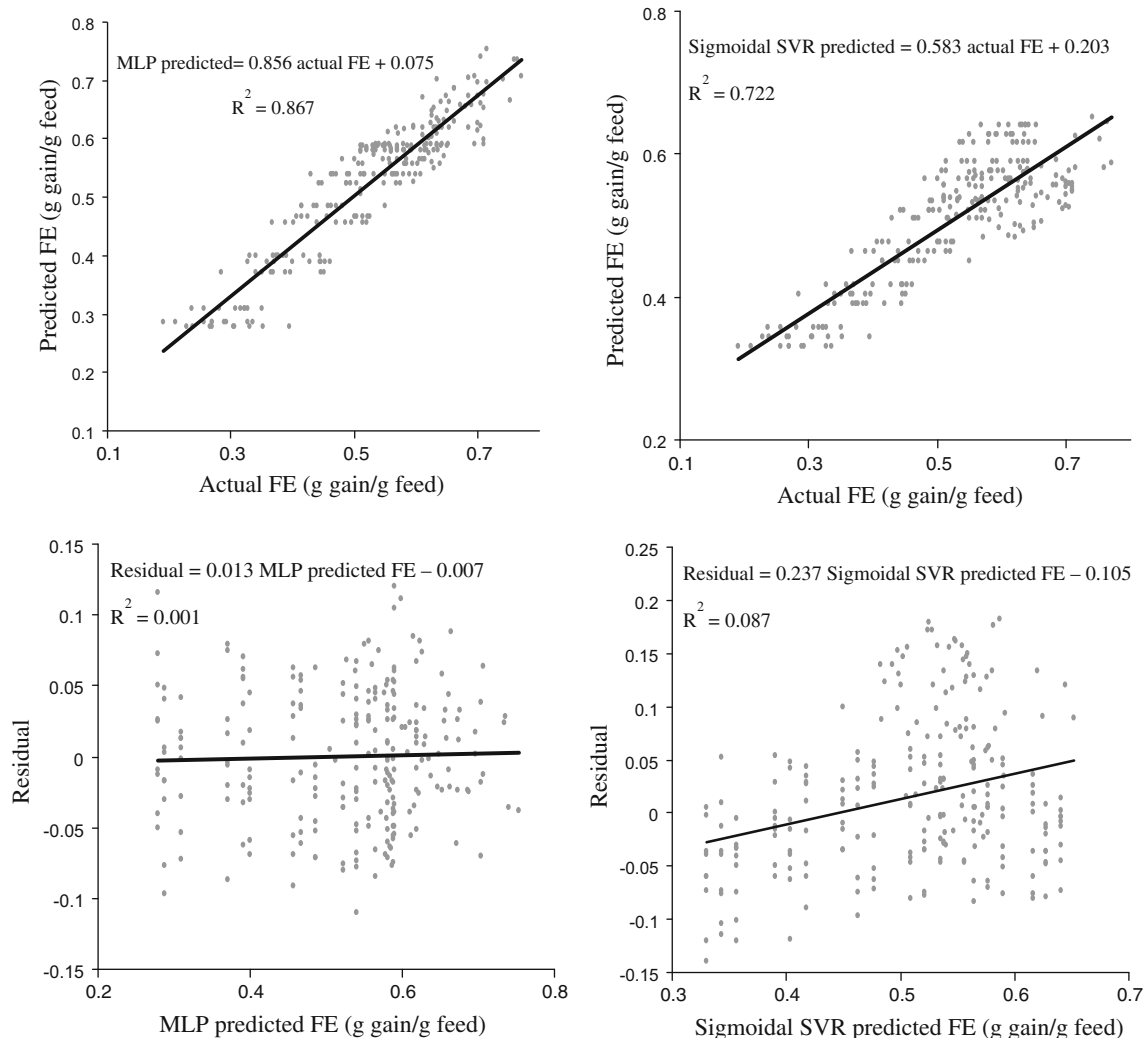 0.8
0.7
0.6
0.5
0.4
0.3
0.2
0.1
Predicted FE (g gain/g feed)
MLP predicted= 0.856 actual FE + 0.075
R² = 0.867
0.1 0.3 0.5 0.7
Actual FE (g gain/g feed)
0.8
0.6
0.4
0.2
Predicted FE (g gain/g feed)
Sigmoidal SVR predicted = 0.583 actual FE + 0.203
R² = 0.722
0.1 0.3 0.5 0.7
Actual FE (g gain/g feed)
0.15
0.1
0.05
0
-0.05
-0.1
-0.15
Residual
Residual = 0.013 MLP predicted FE – 0.007
R² = 0.001
0.2 0.4 0.6 0.8
MLP predicted FE (g gain/g feed)
0.25
0.2
0.15
0.1
0.05
0
-0.05
-0.1
-0.15
Residual
Residual = 0.237 Sigmoidal SVR predicted FE – 0.105
R² = 0.087
0.3 0.4 0.5 0.6 0.7
Sigmoidal SVR predicted FE (g gain/g feed)